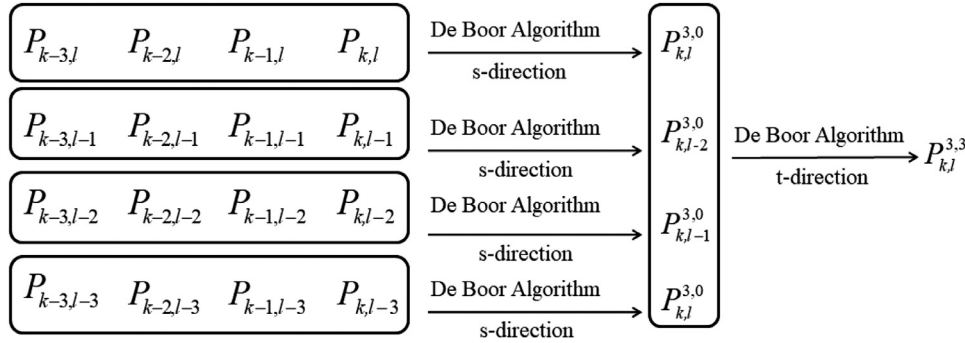 P_{k-3,l} P_{k-2,l} P_{k-1,l} P_{k,l}
De Boor Algorithm
s-direction
P_{k,l}^{3,0}
P_{k-3,l-1} P_{k-2,l-1} P_{k-1,l-1} P_{k,l-1}
De Boor Algorithm
s-direction
P_{k,l-2}^{3,0}
De Boor Algorithm
t-direction
P_{k,l}^{3,3}
P_{k-3,l-2} P_{k-2,l-2} P_{k-1,l-2} P_{k,l-2}
De Boor Algorithm
s-direction
P_{k,l-1}^{3,0}
P_{k-3,l-3} P_{k-2,l-3} P_{k-1,l-3} P_{k,l-3}
De Boor Algorithm
s-direction
P_{k,l}^{3,0}